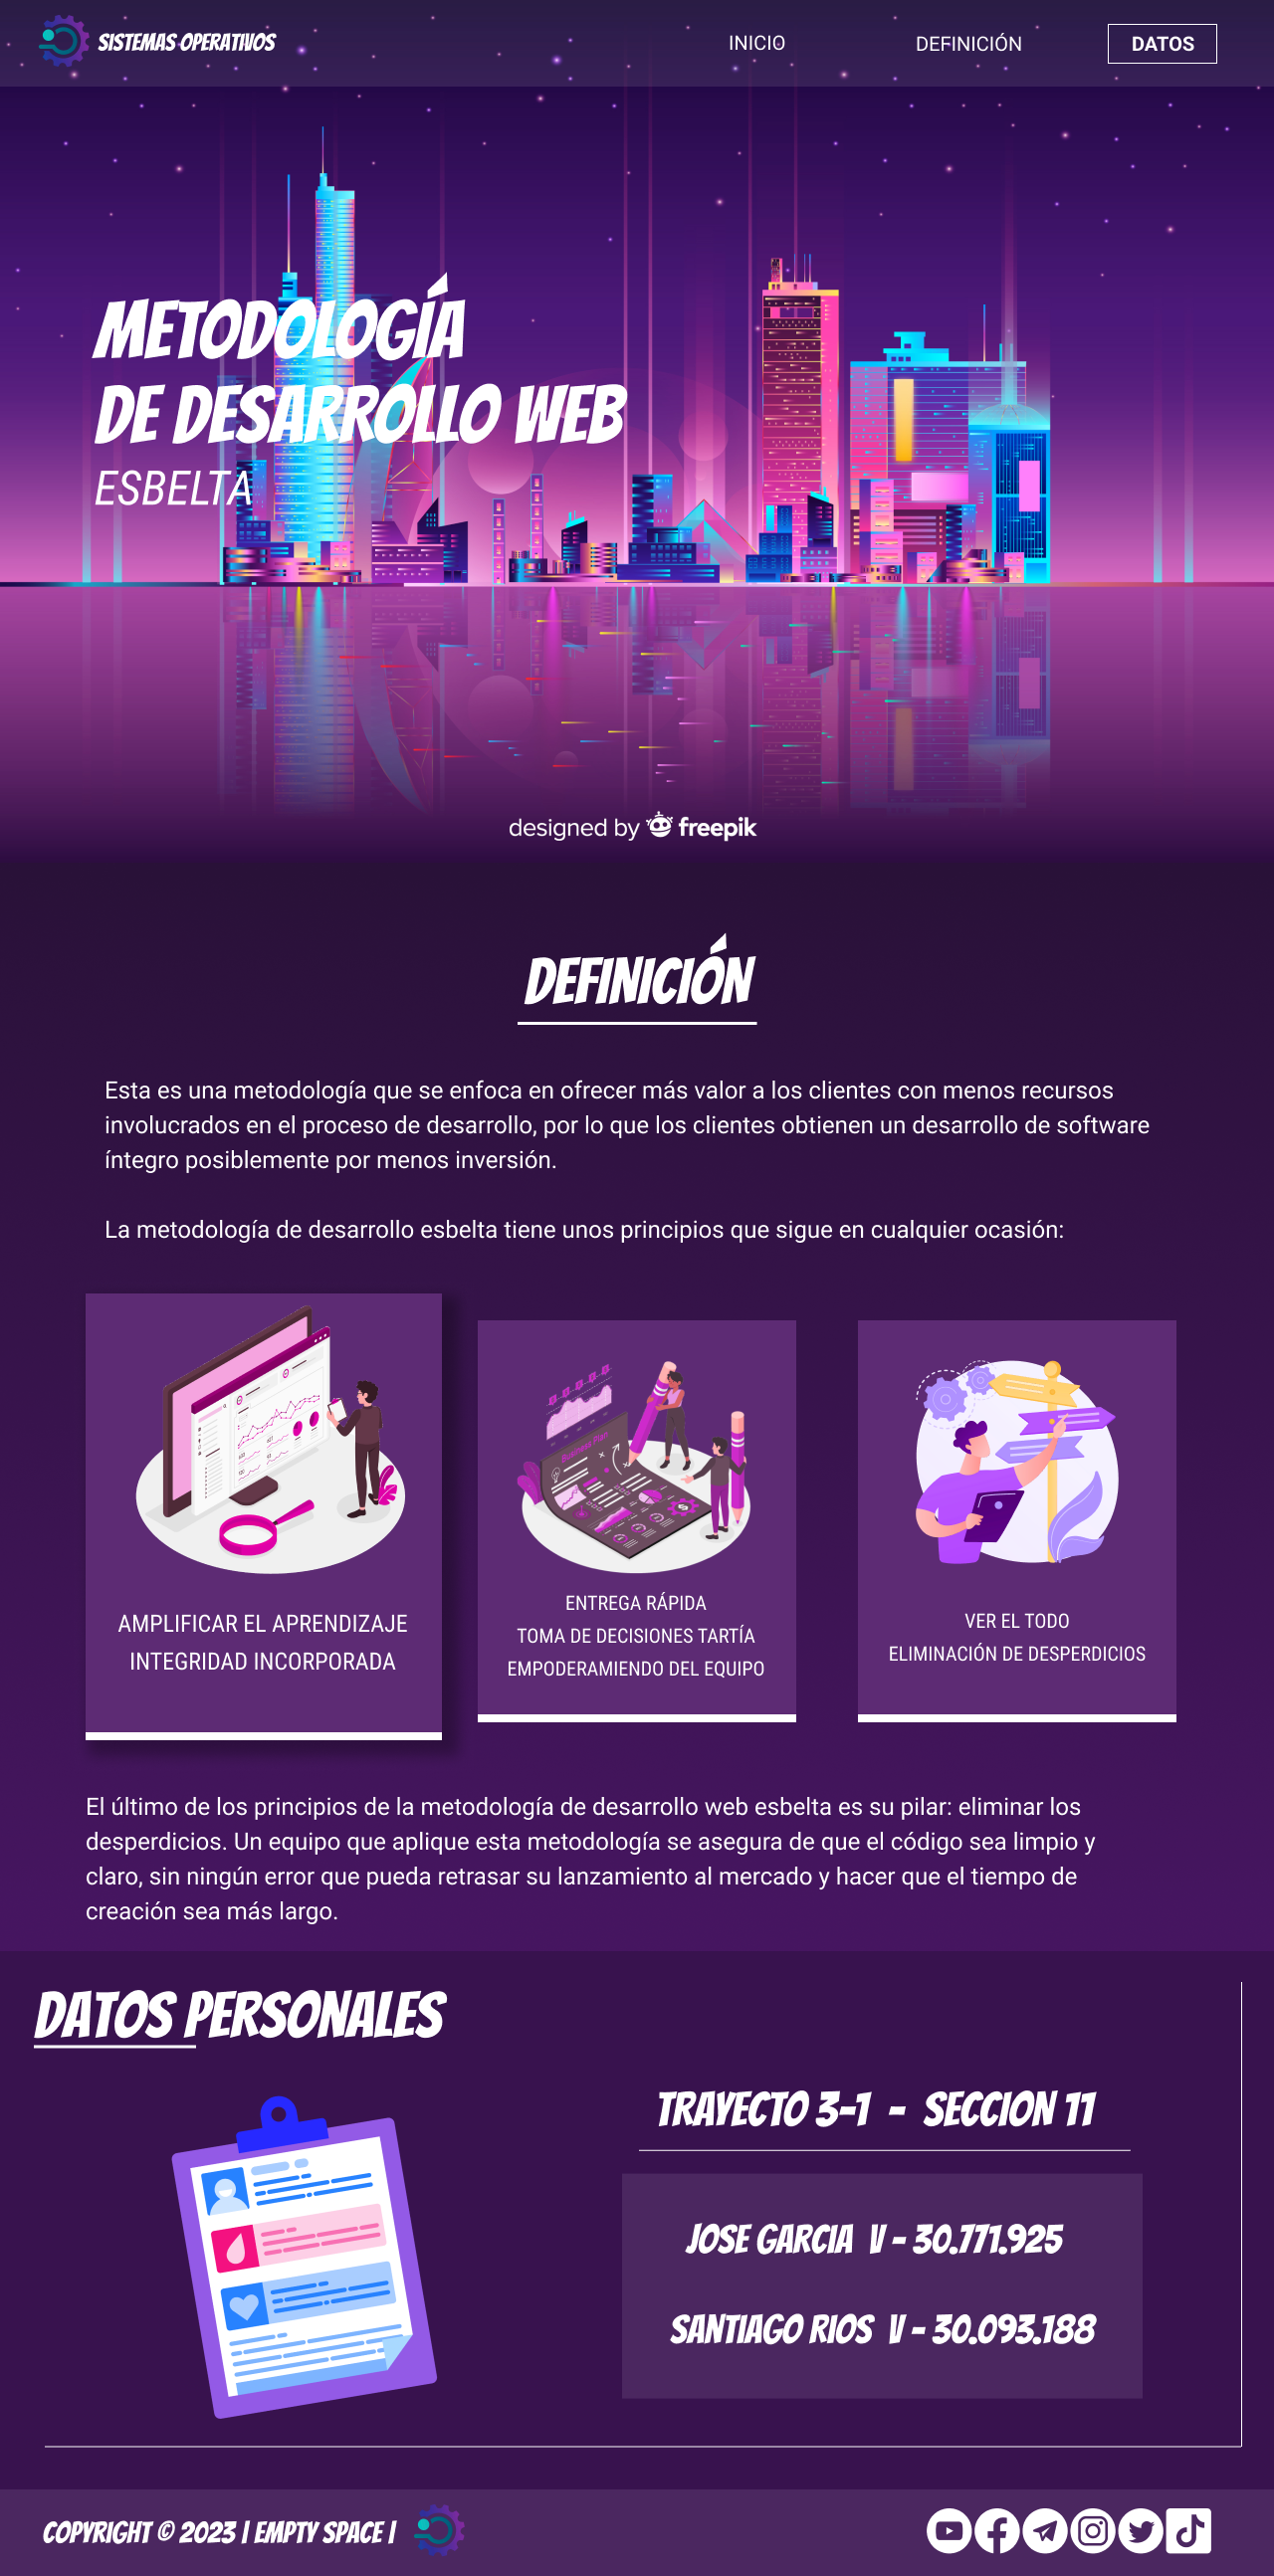 SISTEMAS OPERATIVOS
INICIO
DEFINICIÓN
DATOS
METODOLOGÍA
DE DESARROLLO WEB
ESBELTA
designed by freepik
DEFINICIÓN
Esta es una metodología que se enfoca en ofrecer más valor a los clientes con menos recursos
involucrados en el proceso de desarrollo, por lo que los clientes obtienen un desarrollo de software
íntegro posiblemente por menos inversión.
La metodología de desarrollo esbelta tiene unos principios que sigue en cualquier ocasión:
AMPLIFICAR EL APRENDIZAJE
INTEGRIDAD INCORPORADA
Business Plan
ENTREGA RÁPIDA
TOMA DE DECISIONES TARTÍA
EMPODERAMIENDO DEL EQUIPO
VER EL TODO
ELIMINACIÓN DE DESPERDICIOS
El último de los principios de la metodología de desarrollo web esbelta es su pilar: eliminar los
desperdicios. Un equipo que aplique esta metodología se asegura de que el código sea limpio y
claro, sin ningún error que pueda retrasar su lanzamiento al mercado y hacer que el tiempo de
creación sea más largo.
DATOS PERSONALES
TRAYECTO 3-1 - SECCION 11
JOSE GARCIA V - 30.771.925
SANTIAGO RIOS V - 30.093.188
COPYRIGHT © 2023 | EMPTY SPACE |